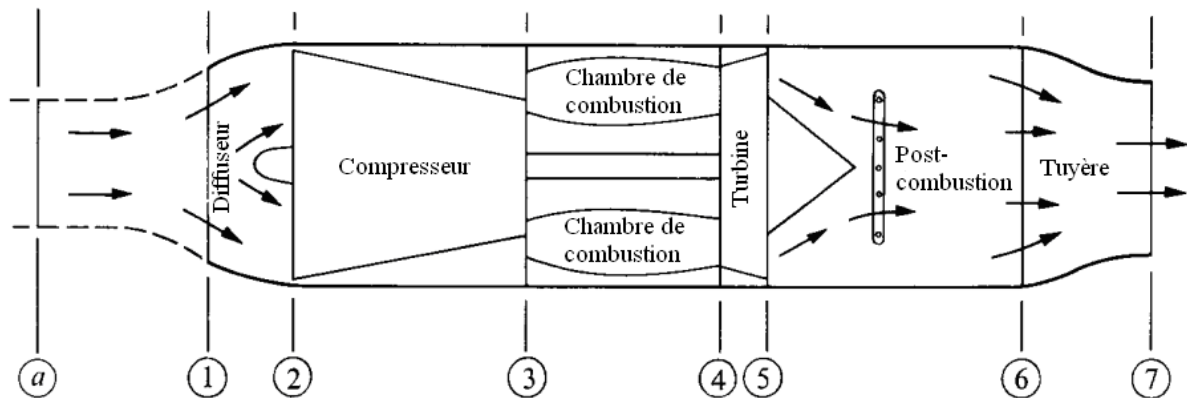 Diffuseur
Compresseur
Chambre de
combustion
Chambre de
combustion
Turbine
Post-
combustion
Tuyère
a
1
2
3
4
5
6
7